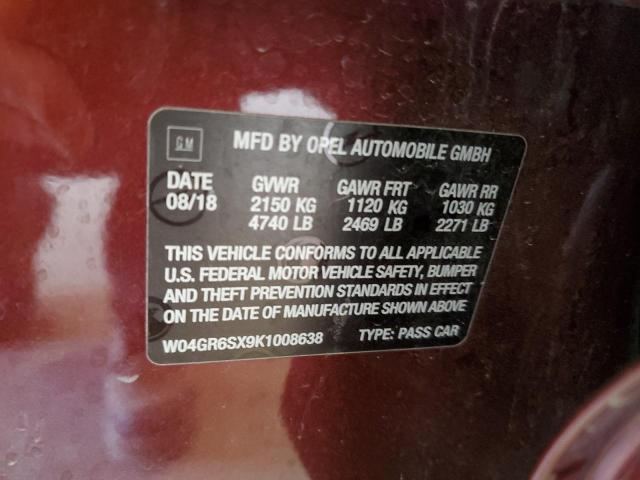 GM MFD BY OPEL AUTOMOBILE GMBH
DATE GVWR GAWR FRT GAWR RR
08/18 2150 KG 1120 KG 1030 KG
4740 LB 2469 LB 2271 LB
THIS VEHICLE CONFORMS TO ALL APPLICABLE
U.S. FEDERAL MOTOR VEHICLE SAFETY, BUMPER
AND THEFT PREVENTION STANDARDS IN EFFECT
ON THE DATE OF MANUFACTURE SHOWN ABOVE
W04GR6SX9K1008638 TYPE: PASS CAR